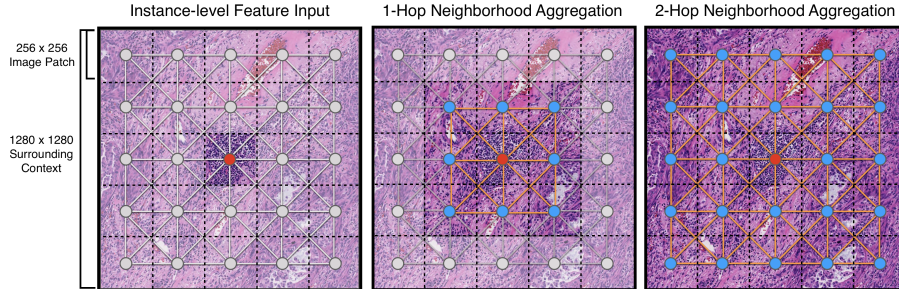 Instance-level Feature Input
1-Hop Neighborhood Aggregation
2-Hop Neighborhood Aggregation
256 x 256
Image Patch
1280 x 1280
Surrounding
Context